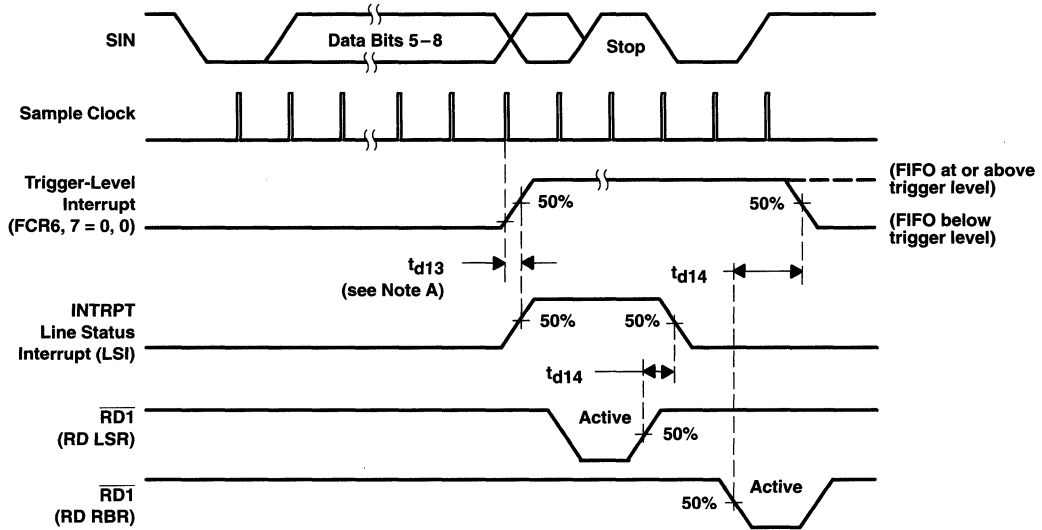 SIN
Data Bits 5–8
Stop
Sample Clock
Trigger-Level
Interrupt
(FCR6, 7 = 0, 0)
50%
50%
(FIFO at or above
trigger level)
(FIFO below
trigger level)
td13
(see Note A)
td14
INTRPT
Line Status
Interrupt (LSI)
50%
50%
td14
RD1
(RD LSR)
Active
50%
RD1
(RD RBR)
50%
Active